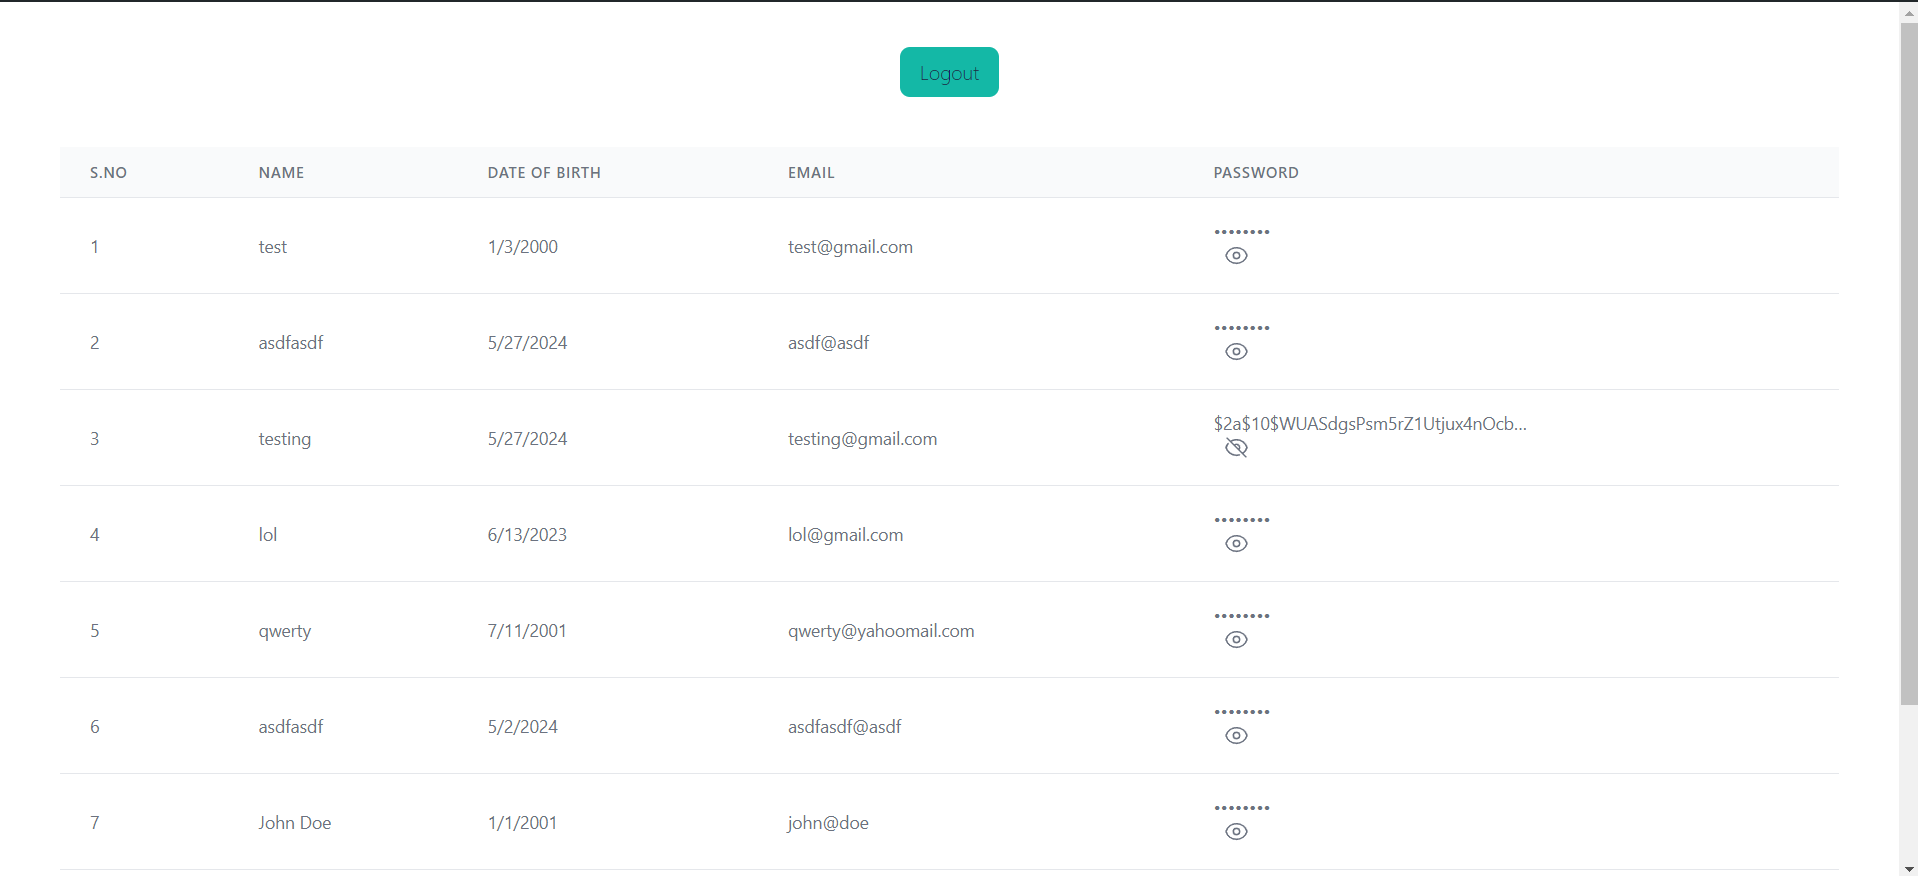 Logout
S.NO NAME DATE OF BIRTH EMAIL PASSWORD
1 test 1/3/2000 test@gmail.com ••••••••
2 asdfasdf 5/27/2024 asdf@asdf ••••••••
3 testing 5/27/2024 testing@gmail.com $2a$10$WUASdgsPsm5rZ1Utjux4nOcb...
4 lol 6/13/2023 lol@gmail.com ••••••••
5 qwerty 7/11/2001 qwerty@yahoomail.com ••••••••
6 asdfasdf 5/2/2024 asdfasdf@asdf ••••••••
7 John Doe 1/1/2001 john@doe ••••••••